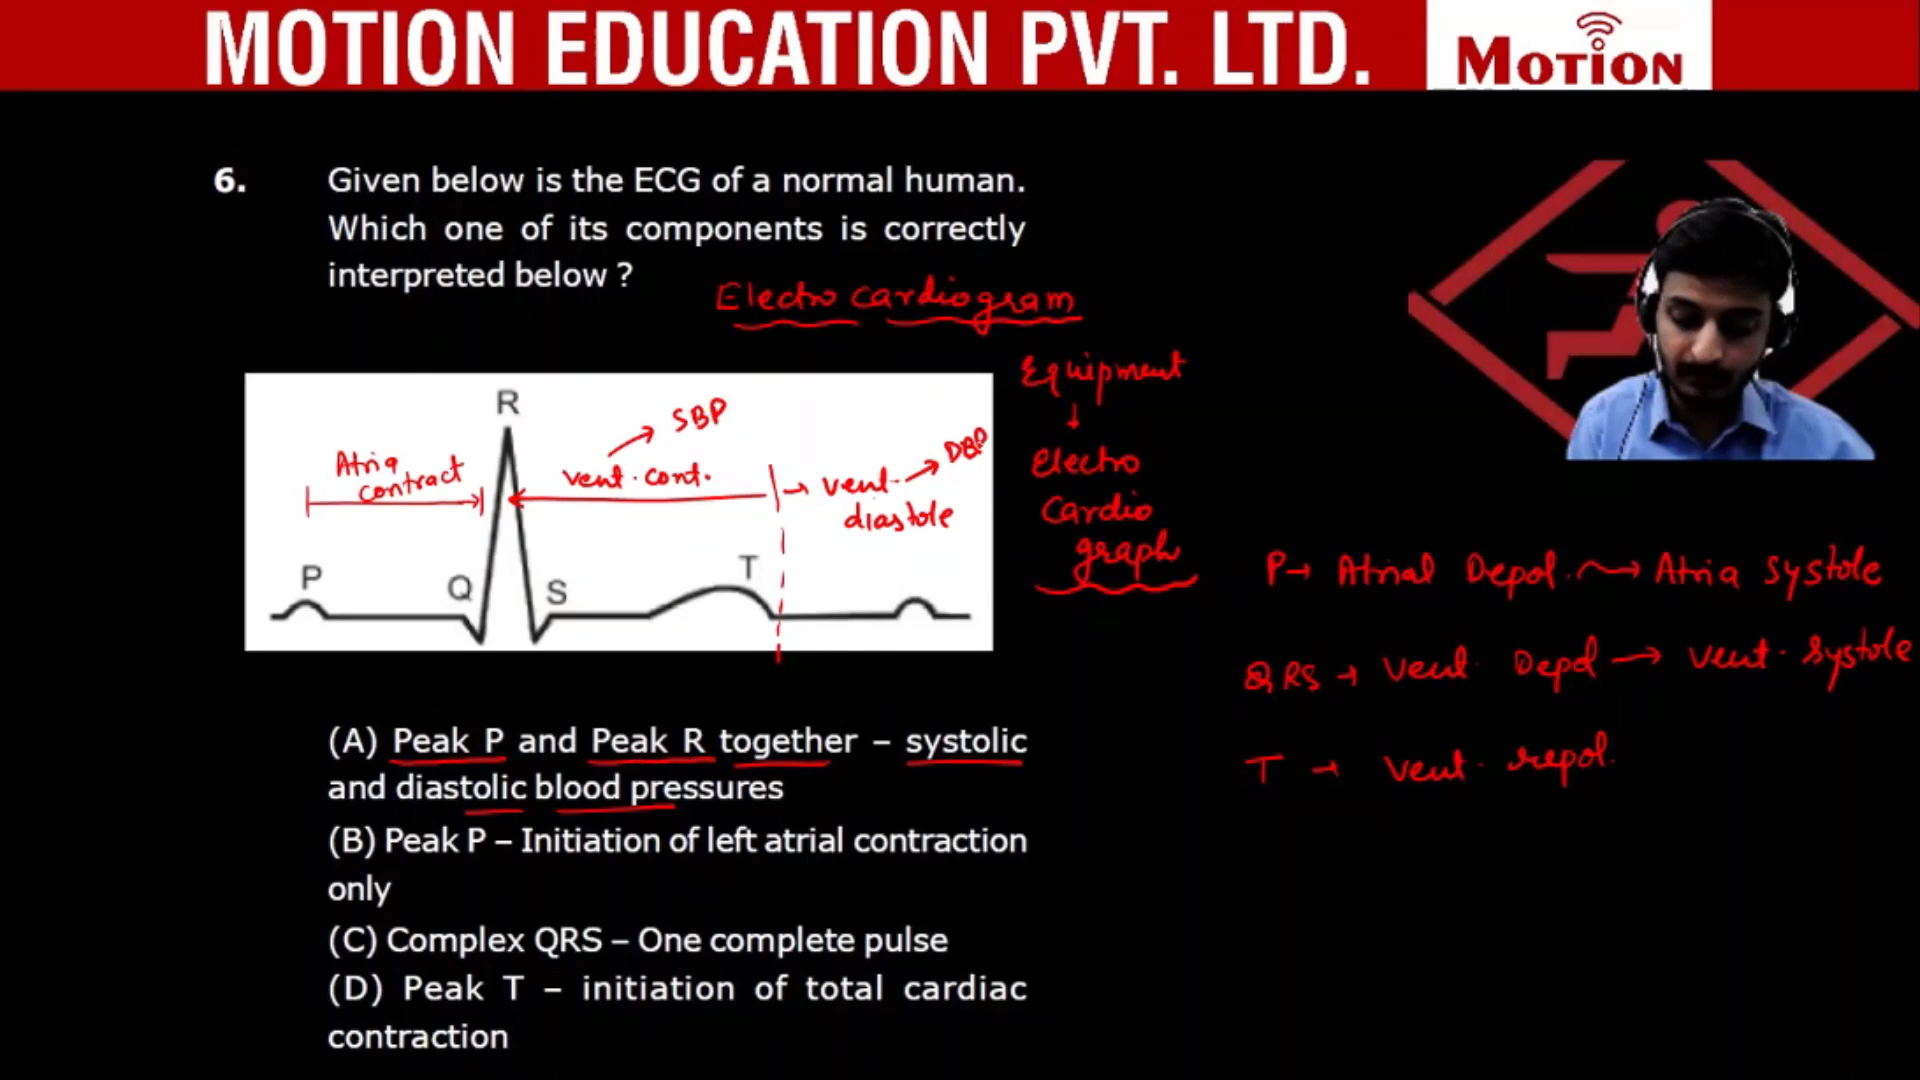 MOTION EDUCATION PVT. LTD.
MOTION
6. Given below is the ECG of a normal human.
Which one of its components is correctly
interpreted below ?
Electro cardiogram
Equipment
↓
Electro
Cardio
graph
R
SBP
DBP
Atria
contract
vent. cont.
→ vent.
diastole
P
Q
S
T
P → Atrial Depol. → Atria Systole
QRS → Vent. Depol → Vent. Systole
T → Vent. repol.
(A) Peak P and Peak R together – systolic
and diastolic blood pressures
(B) Peak P – Initiation of left atrial contraction
only
(C) Complex QRS – One complete pulse
(D) Peak T – initiation of total cardiac
contraction